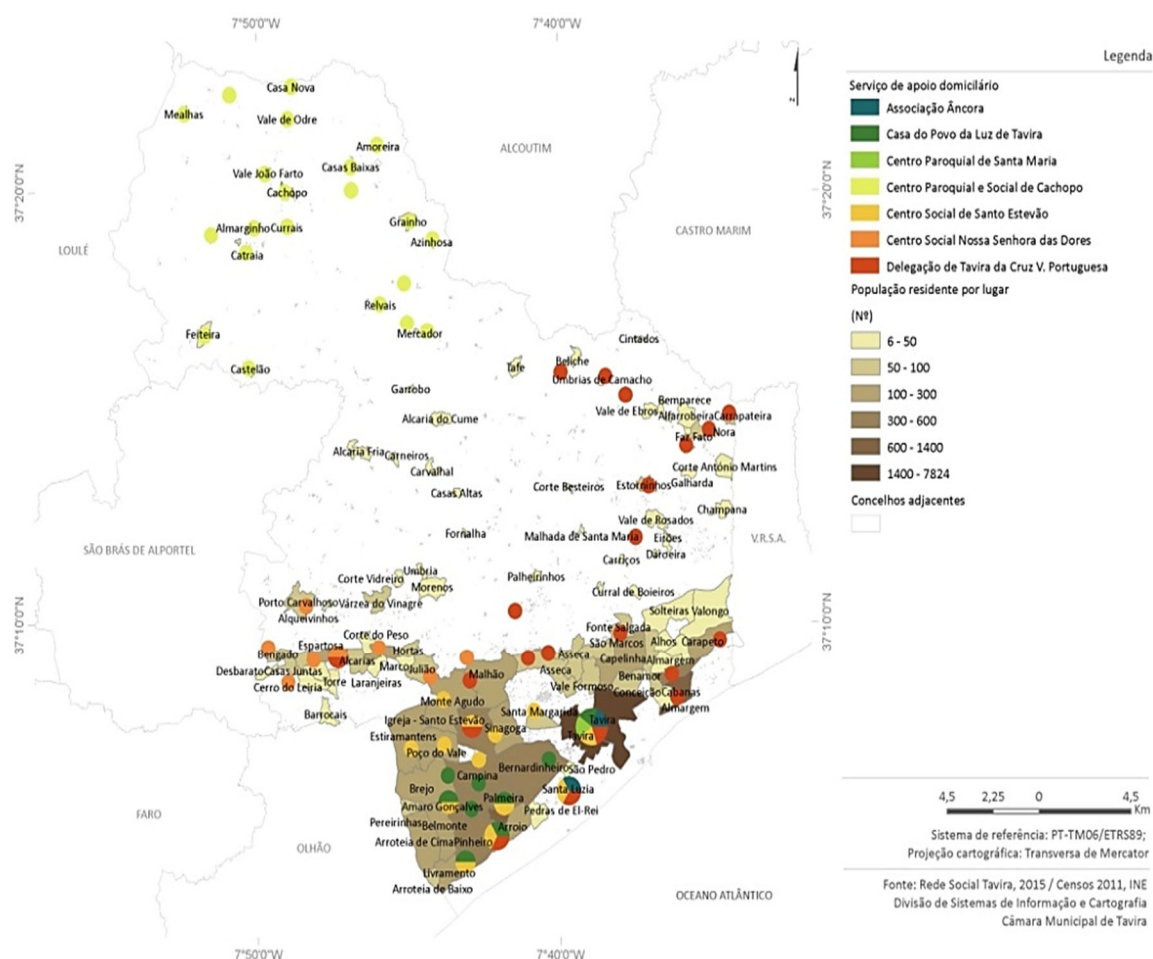 7°50'0"W
7°40'0"W
Legenda
Serviço de apoio domicilário
Associação Âncora
Casa do Povo da Luz de Tavira
Centro Paroquial de Santa Maria
Centro Paroquial e Social de Cachopo
Centro Social de Santo Estevão
Centro Social Nossa Senhora das Dores
Delegação de Tavira da Cruz V. Portuguesa
População residente por lugar
(Nº)
6 - 50
50 - 100
100 - 300
300 - 600
600 - 1400
1400 - 7824
Concelhos adjacentes
z
37°20'0"N
37°20'0"N
37°10'0"N
37°10'0"N
Casa Nova
Mealhas
Vale de Odre
Amoreira
ALCOUTIM
Casas Baixas
Vale João Farto
Cachopo
Grainho
Almarginho
Currais
CASTRO MARIM
Azinhosa
LOULÉ
Catraia
Relvais
Mercador
Feiteira
Cintados
Castelão
Tafe
Beliche
Umbrias de Camacho
Garrobo
Bemparece
Vale de Ebros
Alfarrobeira
Carrapateira
Alcaria do Cume
Nora
Faz Fato
Alcaria Fria
Carneiros
Carvalhal
Corte António Martins
Casas Altas
Corte Besteiros
Estorninhos
Galharda
Champana
Vale de Rosados
Fornalha
Malhada de Santa Maria
Eirões
V.R.S.A.
SÃO BRÁS DE ALPORTEL
Daroeira
Carriços
Umbria
Corte Vidreiro
Morenos
Palheirinhos
Curral de Boieiros
Porto Carvalhoso
Várzea do Vinagre
Alqueivinhos
Solteiras
Valongo
Fonte Salgada
Corte do Peso
São Marcos
Alhos
Carapeto
Espartosa
Hortas
Bengado
Alcarias
Asseca
Capelinha
Almargem
Desbarato
Casas Juntas
Marco
Julião
Malhão
Asseca
Benamor
Cerro do Leiria
Torre
Laranjeiras
Vale Formoso
Conceição
Cabanas
Monte Agudo
Almargem
Barrocais
Santa Margarida
Igreja - Santo Estevão
Sinagoga
Tavira
Estiramantens
Tavira
Poço do Vale
Bernardinheiro
São Pedro
Campina
Brejo
Santa Luzia
Palmeira
Amaro Gonçalves
Pedras de El-Rei
Pereirinhas
Belmonte
Arroio
Arroteia de Cima
Pinheiro
FARO
OLHÃO
Livramento
Arroteia de Baixo
OCEANO ATLÂNTICO
4,5
2,25
0
4,5
Km
Sistema de referência: PT-TM06/ETRS89;
Projeção cartográfica: Transversa de Mercator
Fonte: Rede Social Tavira, 2015 / Censos 2011, INE
Divisão de Sistemas de Informação e Cartografia
Câmara Municipal de Tavira
7°50'0"W
7°40'0"W